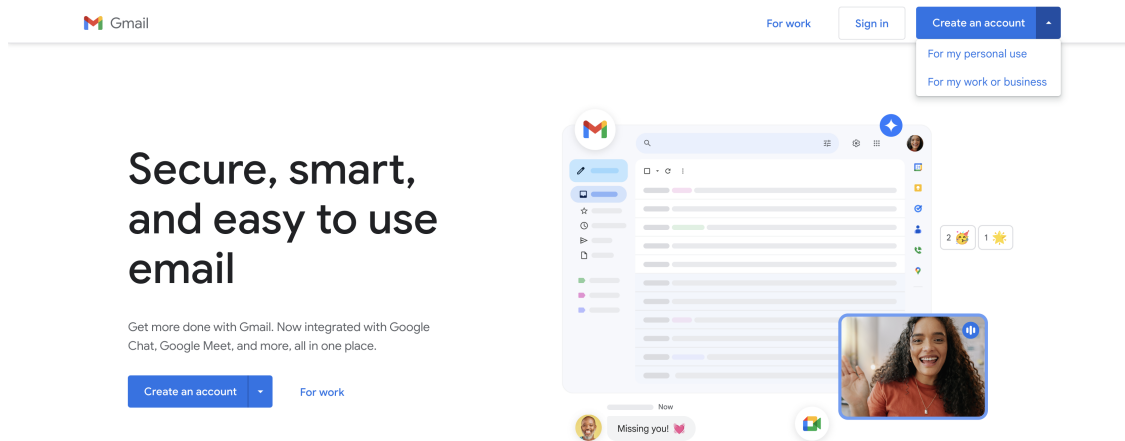 Gmail
For work
Sign in
Create an account
For my personal use
For my work or business
Secure, smart,
and easy to use
email
Get more done with Gmail. Now integrated with Google
Chat, Google Meet, and more, all in one place.
Create an account
For work
2
1
Now
Missing you!